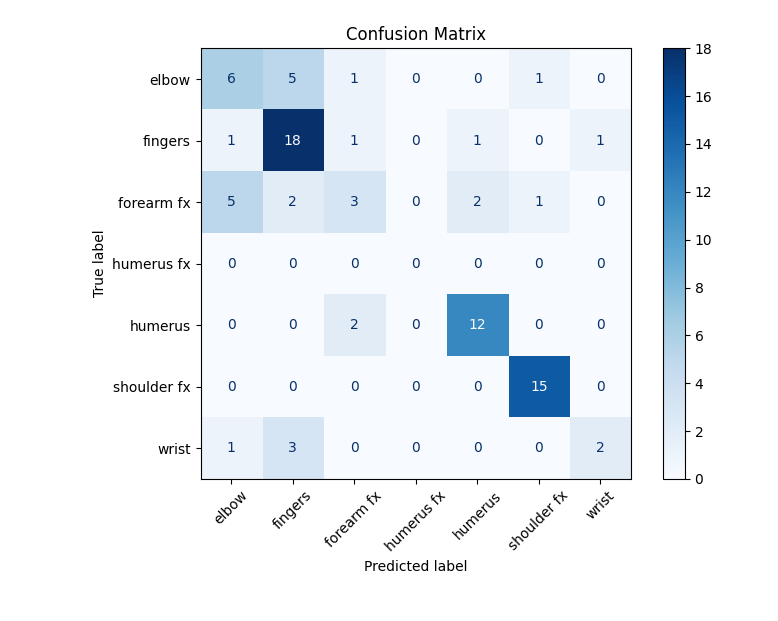 Confusion Matrix
True label
elbow 6 5 1 0 0 1 0
fingers 1 18 1 0 1 0 1
forearm fx 5 2 3 0 2 1 0
humerus fx 0 0 0 0 0 0 0
humerus 0 0 2 0 12 0 0
shoulder fx 0 0 0 0 0 15 0
wrist 1 3 0 0 0 0 2
elbow fingers forearm fx humerus fx humerus shoulder fx wrist
Predicted label
18
16
14
12
10
8
6
4
2
0